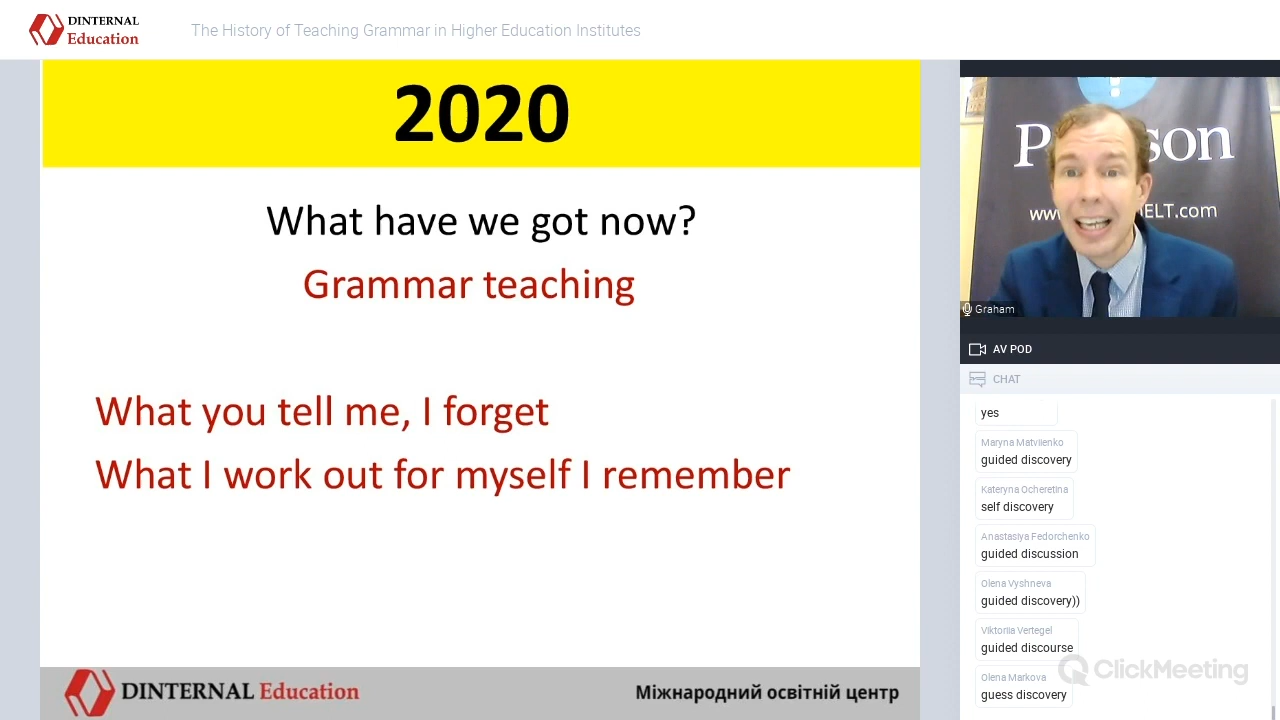 DINTERNAL
Education
The History of Teaching Grammar in Higher Education Institutes
2020
What have we got now?
Grammar teaching
What you tell me, I forget
What I work out for myself I remember
DINTERNAL Education
Міжнародний освітній центр
ELT.com
Graham
AV POD
CHAT
yes
Maryna Matviienko
guided discovery
Kateryna Ocheretina
self discovery
Anastasiya Fedorchenko
guided discussion
Olena Vyshneva
guided discovery))
Viktoriia Vertegel
guided discourse
Olena Markova
guess discovery
ClickMeeting